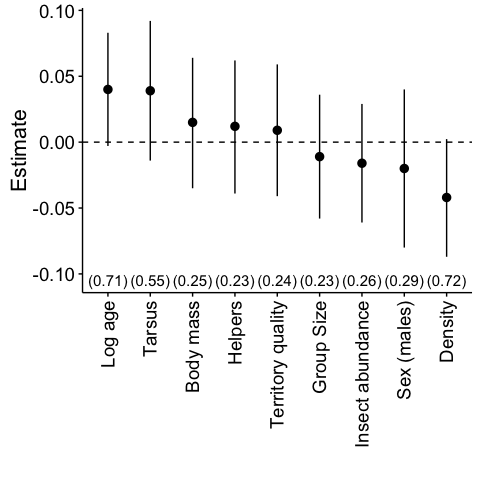 0.10
0.05
0.00
-0.05
-0.10
Estimate
(0.71) (0.55) (0.25) (0.23) (0.24) (0.23) (0.26) (0.29) (0.72)
Log age
Tarsus
Body mass
Helpers
Territory quality
Group Size
Insect abundance
Sex (males)
Density